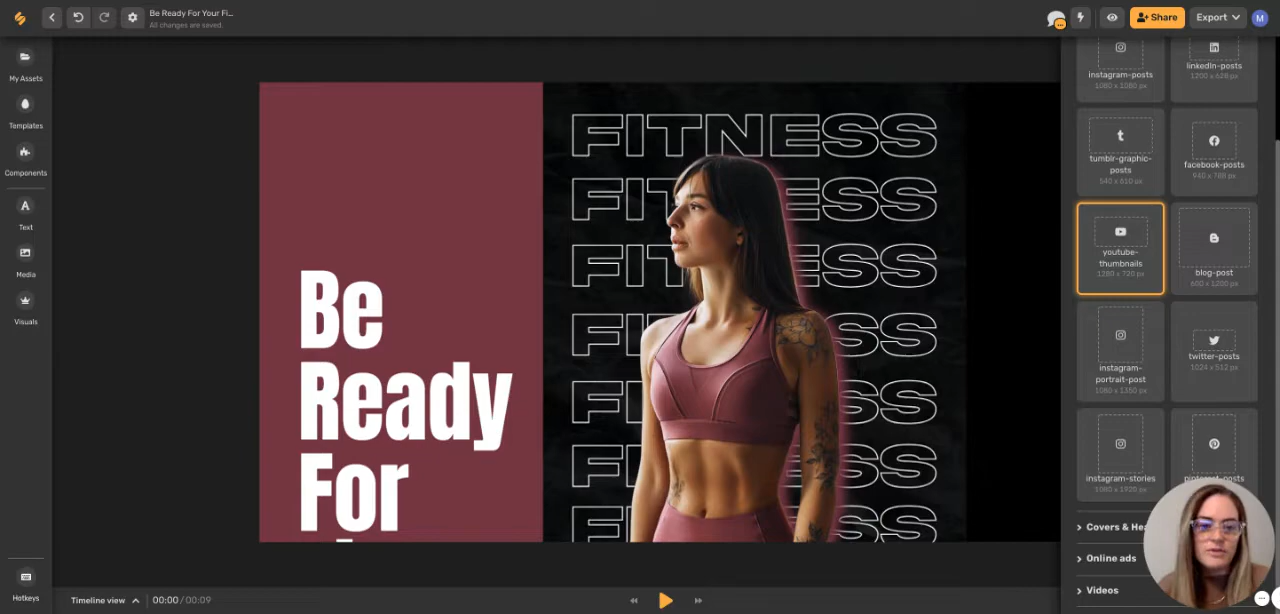 Be Ready For Your Fi...
All changes are saved.
Share
Export
M
My Assets
Templates
Components
Text
Media
Visuals
Hotkeys
FITNESS
FITNESS
FITNESS
FITNESS
FITNESS
FITNESS
FITNESS
Be
Ready
For
instagram-posts
1080 x 1080 px
linkedIn-posts
1200 x 628 px
tumblr-graphic-
posts
540 x 810 px
facebook-posts
940 x 788 px
youtube-
thumbnails
1280 x 720 px
blog-post
600 x 1200 px
instagram-
portrait-post
1080 x 1350 px
twitter-posts
1024 x 512 px
instagram-stories
1080 x 1920 px
Covers & Hea
Online ads
Videos
Timeline view
00:00 / 00:09